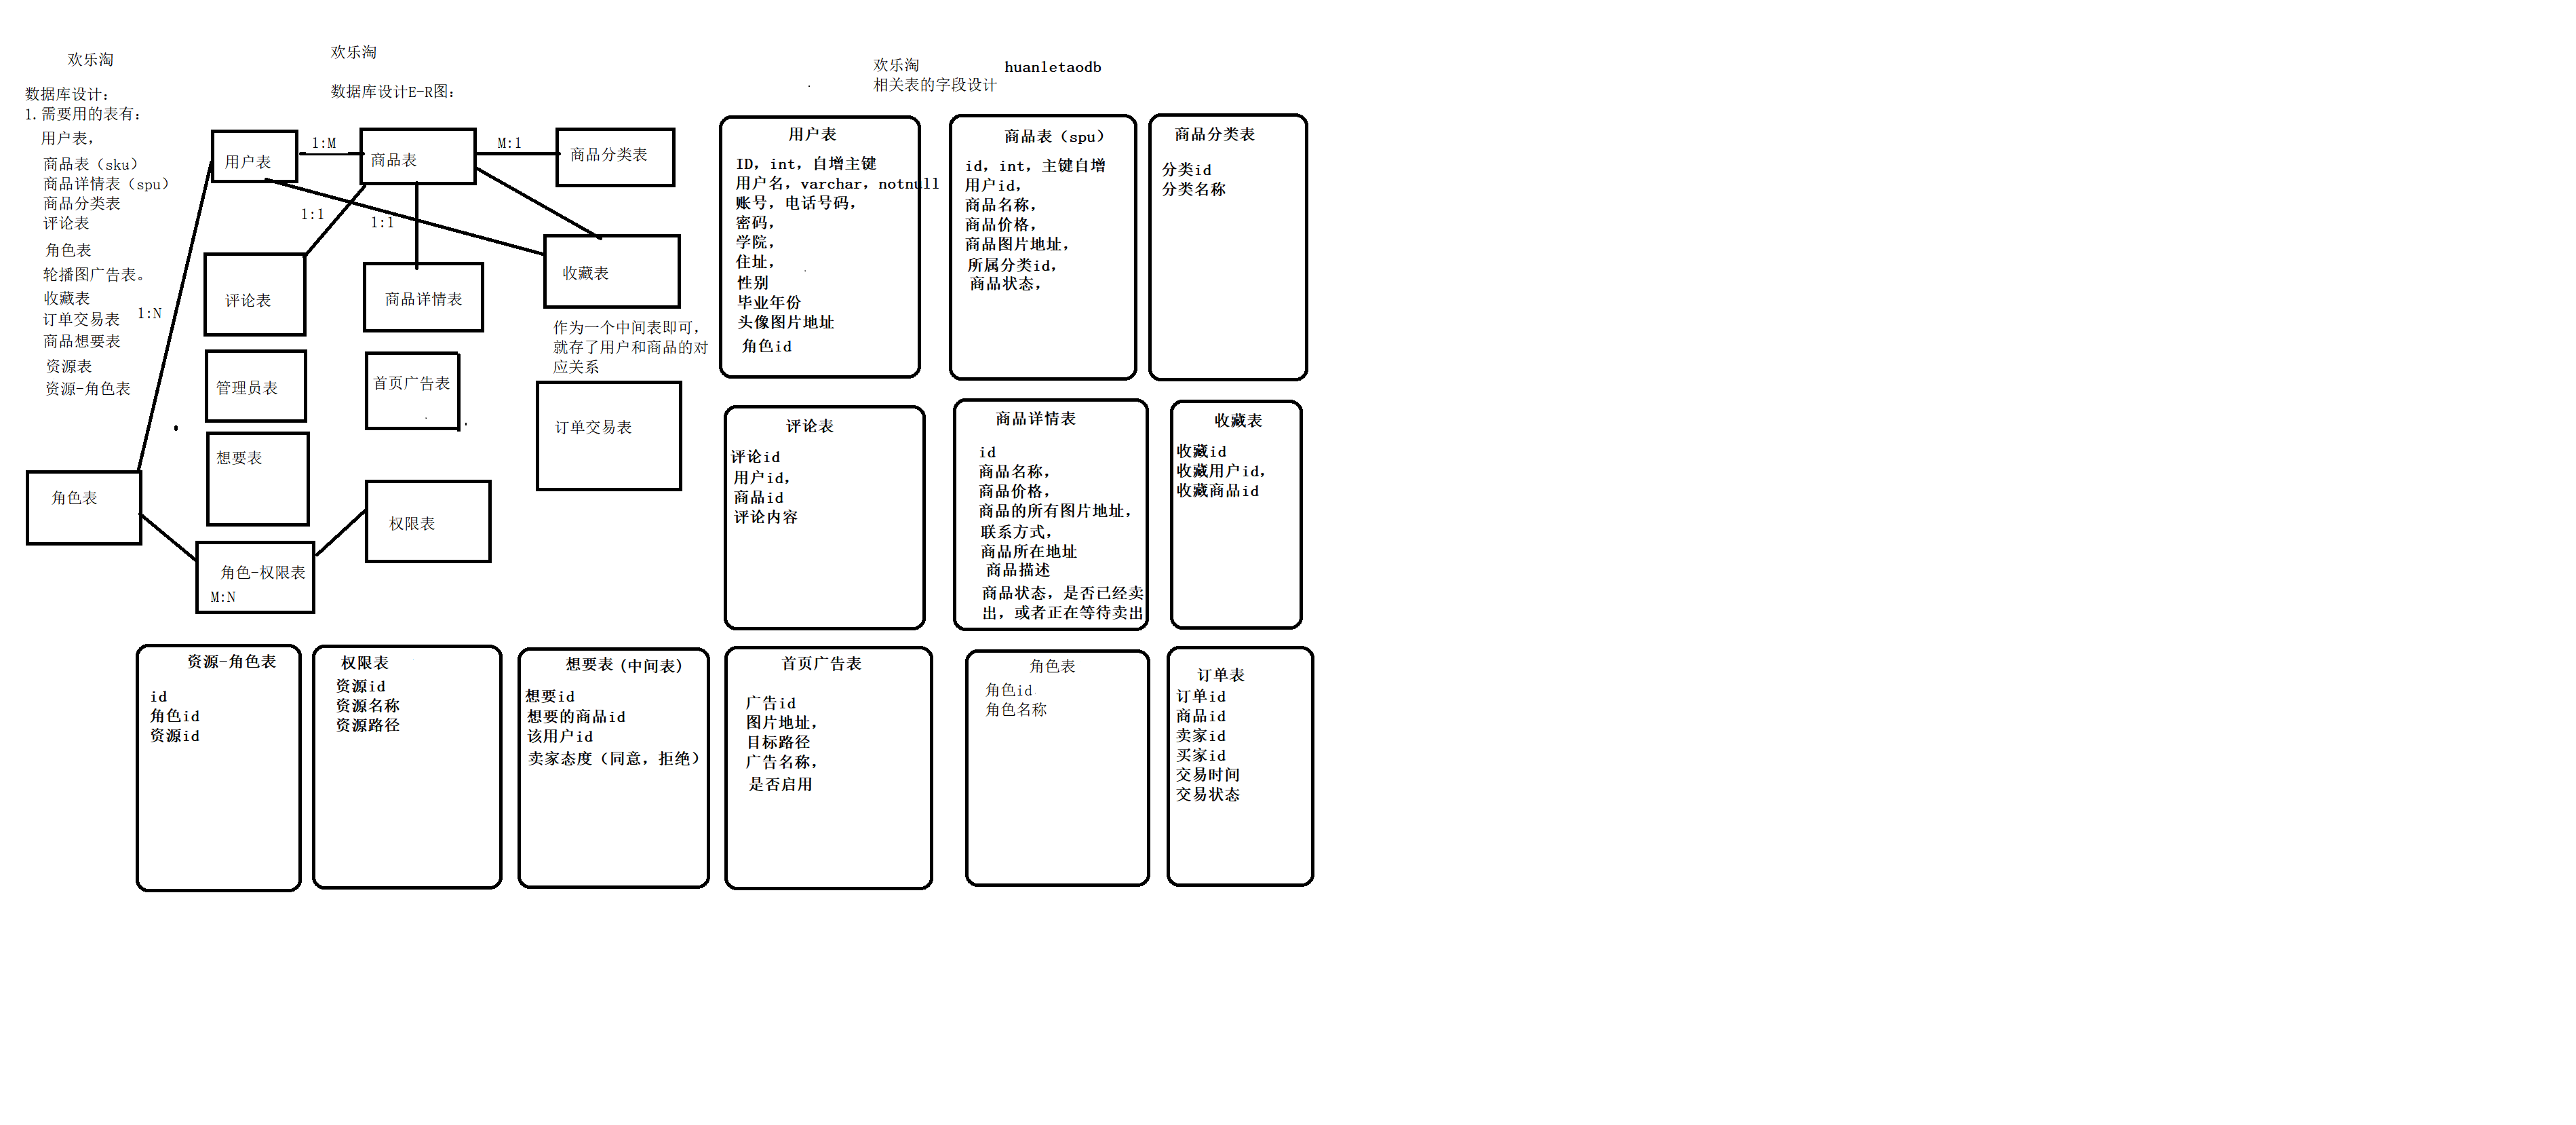 欢乐淘
数据库设计：
1.需要用的表有：
用户表，
商品表（sku）
商品详情表（spu）
商品分类表
评论表
角色表
轮播图广告表。
收藏表
订单交易表
商品想要表
资源表
资源-角色表
1:N
欢乐淘
数据库设计E-R图：
用户表
1:M
商品表
M:1
商品分类表
1:1
1:1
评论表
商品详情表
收藏表
作为一个中间表即可，
就存了用户和商品的对
应关系
管理员表
首页广告表
订单交易表
想要表
角色表
权限表
角色-权限表
M:N
欢乐淘
huanletaodb
相关表的字段设计
用户表
ID，int，自增主键
用户名，varchar，notnull
账号，电话号码，
密码，
学院，
住址，
性别
毕业年份
头像图片地址
角色id
商品表（spu）
id，int，主键自增
用户id，
商品名称，
商品价格，
商品图片地址，
所属分类id，
商品状态，
商品分类表
分类id
分类名称
评论表
评论id
用户id，
商品id
评论内容
商品详情表
id
商品名称，
商品价格，
商品的所有图片地址，
联系方式，
商品所在地址
商品描述
商品状态，是否已经卖
出，或者正在等待卖出
收藏表
收藏id
收藏用户id，
收藏商品id
资源-角色表
id
角色id
资源id
权限表
资源id
资源名称
资源路径
想要表(中间表)
想要id
想要的商品id
该用户id
卖家态度（同意，拒绝）
首页广告表
广告id
图片地址，
目标路径
广告名称，
是否启用
角色表
角色id
角色名称
订单表
订单id
商品id
卖家id
买家id
交易时间
交易状态